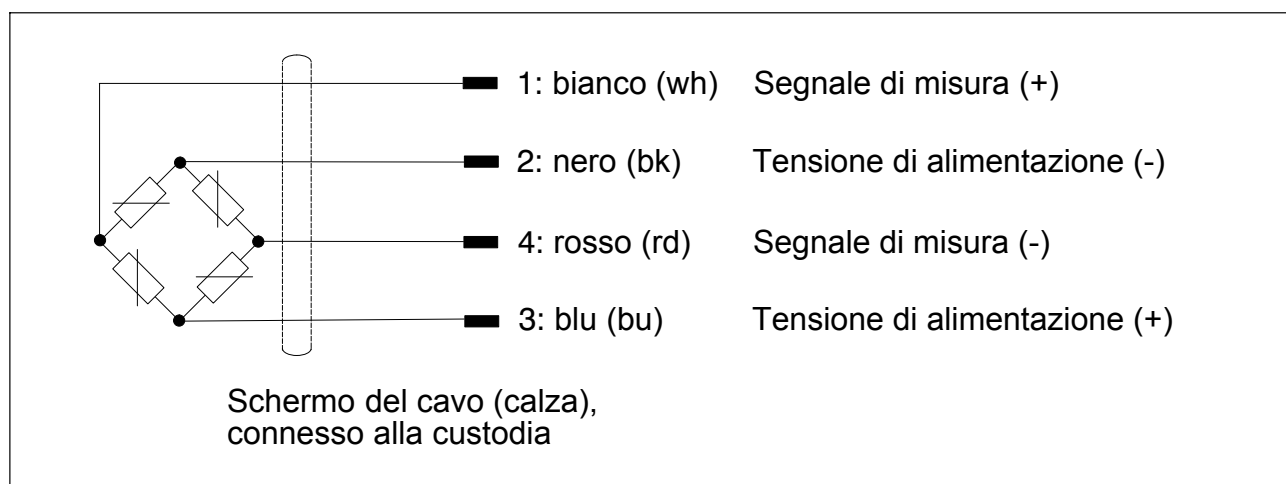 1: bianco (wh) Segnale di misura (+)
2: nero (bk) Tensione di alimentazione (-)
4: rosso (rd) Segnale di misura (-)
3: blu (bu) Tensione di alimentazione (+)
Schermo del cavo (calza),
connesso alla custodia